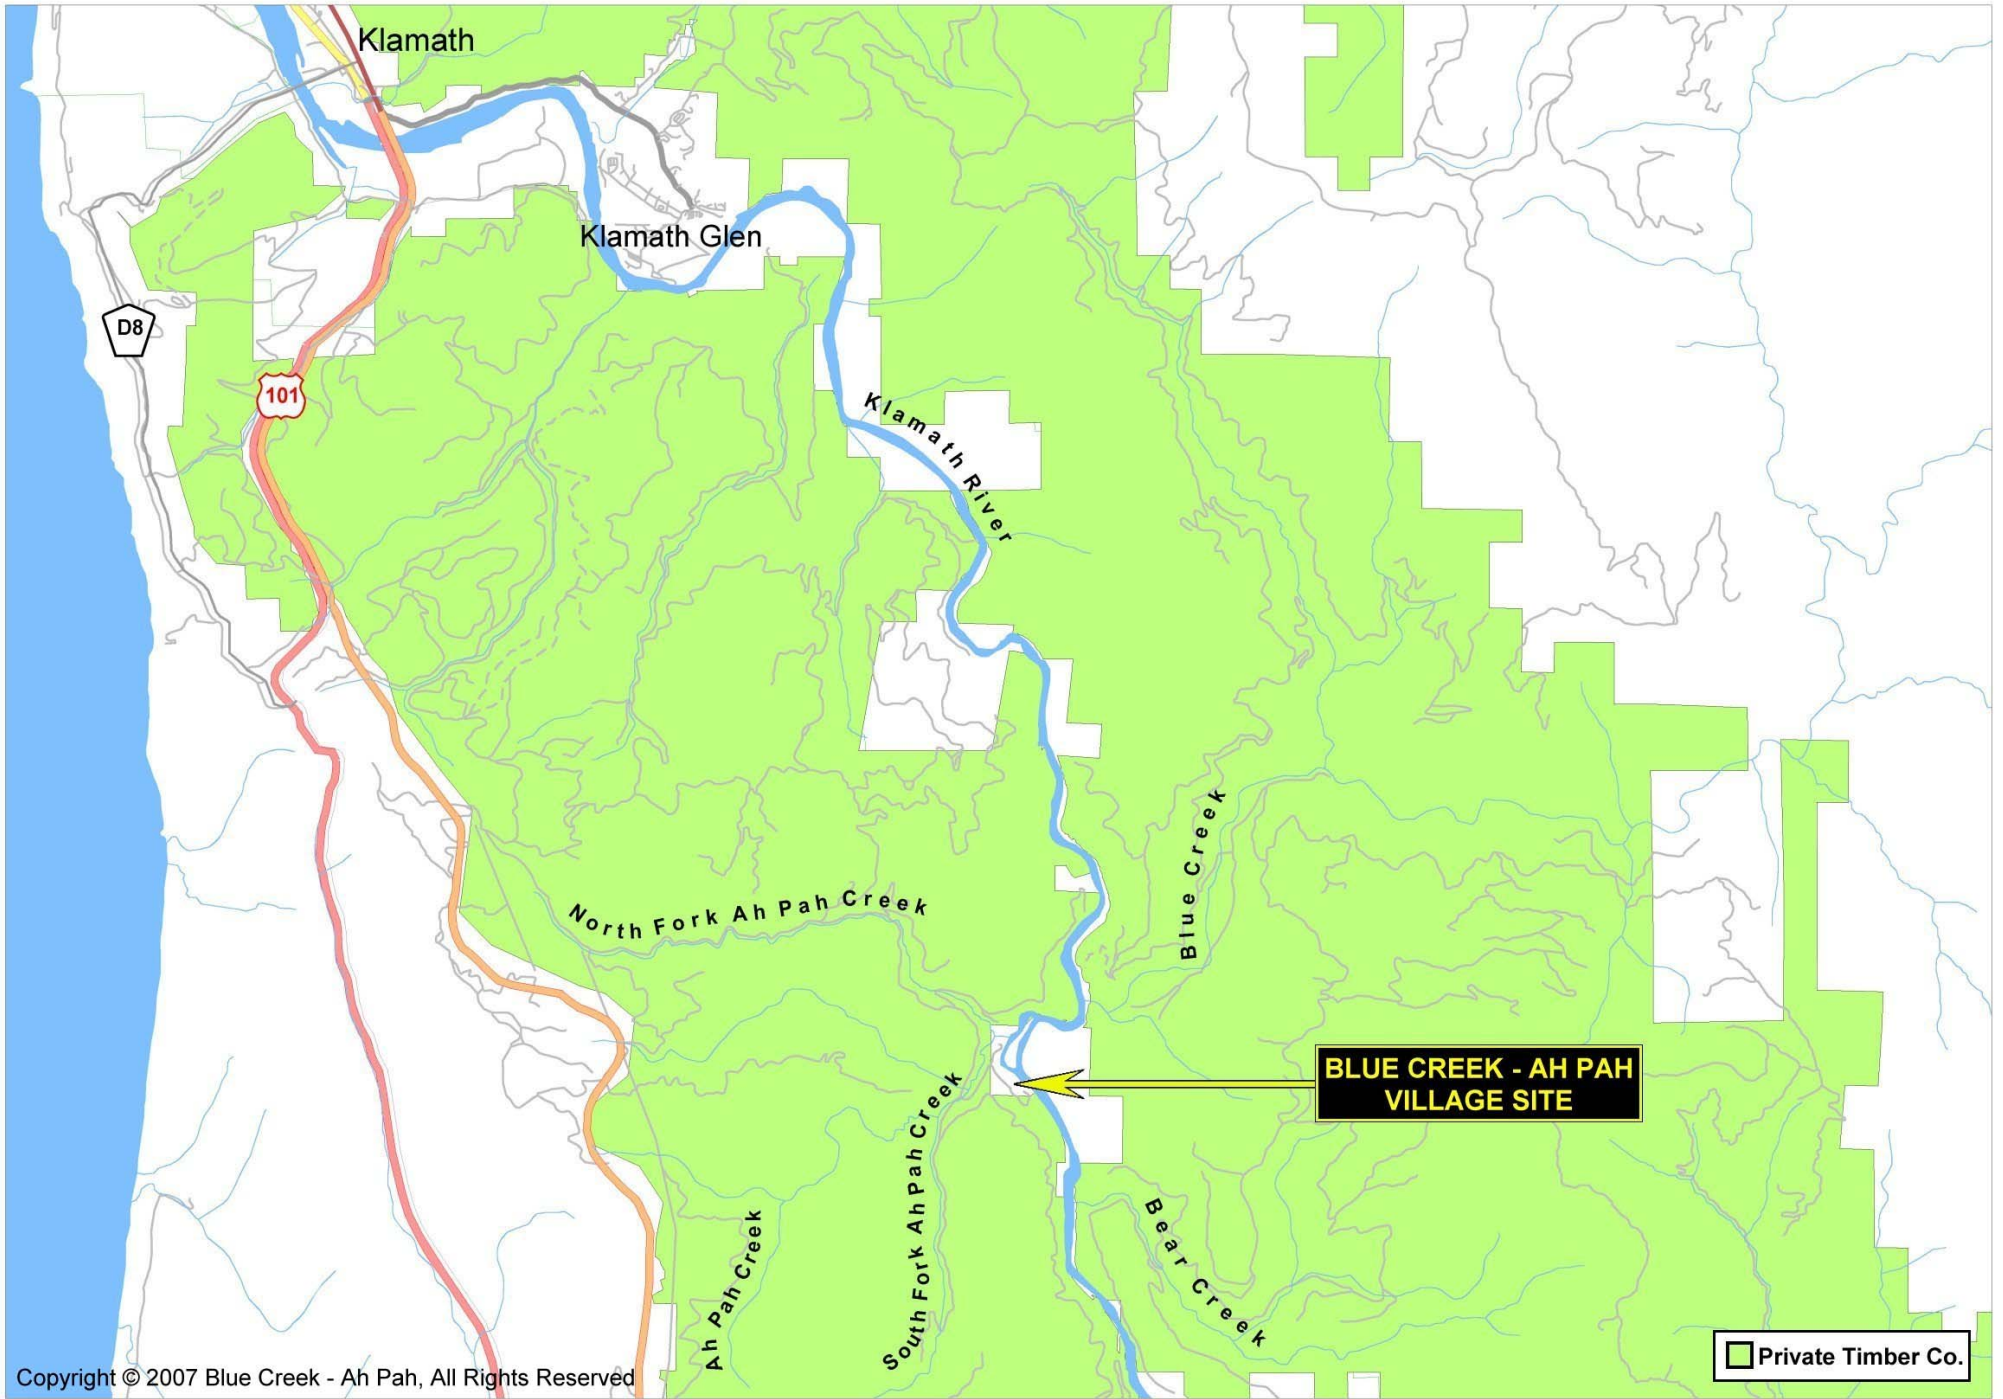 Klamath
Klamath Glen
D8
101
Klamath River
Blue Creek
North Fork Ah Pah Creek
BLUE CREEK - AH PAH
VILLAGE SITE
South Fork Ah Pah Creek
Ah Pah Creek
Bear Creek
Private Timber Co.
Copyright © 2007 Blue Creek - Ah Pah, All Rights Reserved